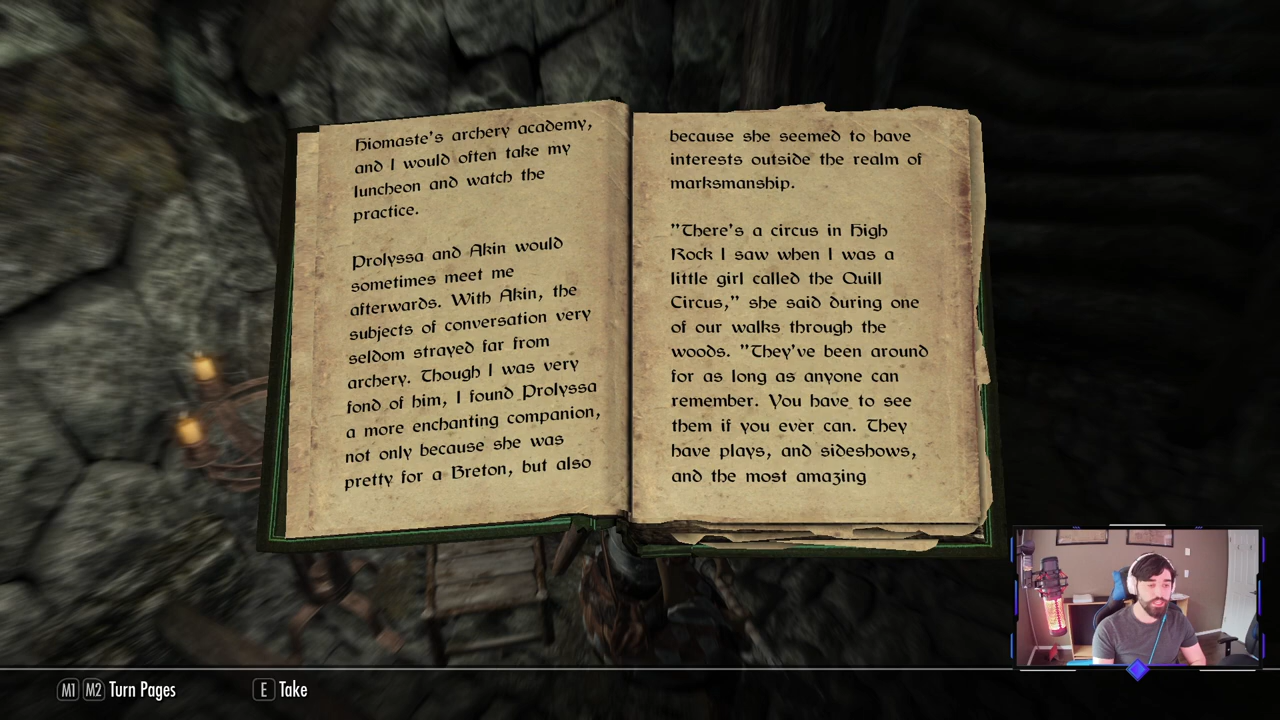 Hiomaste's archery academy,
and I would often take my
luncheon and watch the
practice.
Prolyssa and Akin would
sometimes meet me
afterwards. With Akin, the
subjects of conversation very
seldom strayed far from
archery. Though I was very
fond of him, I found Prolyssa
a more enchanting companion,
not only because she was
pretty for a Breton, but also
because she seemed to have
interests outside the realm of
marksmanship.
"There's a circus in High
Rock I saw when I was a
little girl called the Quill
Circus," she said during one
of our walks through the
woods. "They've been around
for as long as anyone can
remember. You have to see
them if you ever can. They
have plays, and sideshows,
and the most amazing
M1 M2 Turn Pages
E Take